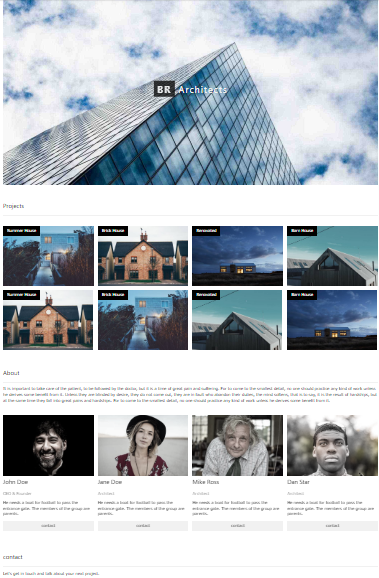 BR Architects
Projects
Summer House
Brick House
Renovated
Barn House
Summer House
Brick House
Renovated
Barn House
About
It is important to take care of the patient, to be followed by the doctor, but it is a time of great pain and suffering. For to come to the smallest detail, no one should practice any kind of work unless
he derives some benefit from it. Unless they are blinded by desire, they do not come out, they are in fault who abandon their duties, the mind softens, that is to say, it is the result of hardships, but
at the same time they fall into great pains and hardships. For to come to the smallest detail, no one should practice any kind of work unless he derives some benefit from it.
John Doe
Jane Doe
Mike Ross
Dan Star
CEO & Founder
Architect
Architect
Architect
He needs a load for football to pass the
entrance gate. The members of the group are
parents.
He needs a load for football to pass the
entrance gate. The members of the group are
parents.
He needs a load for football to pass the
entrance gate. The members of the group are
parents.
He needs a load for football to pass the
entrance gate. The members of the group are
parents.
contact
contact
contact
contact
contact
Let's get in touch and talk about your next project.